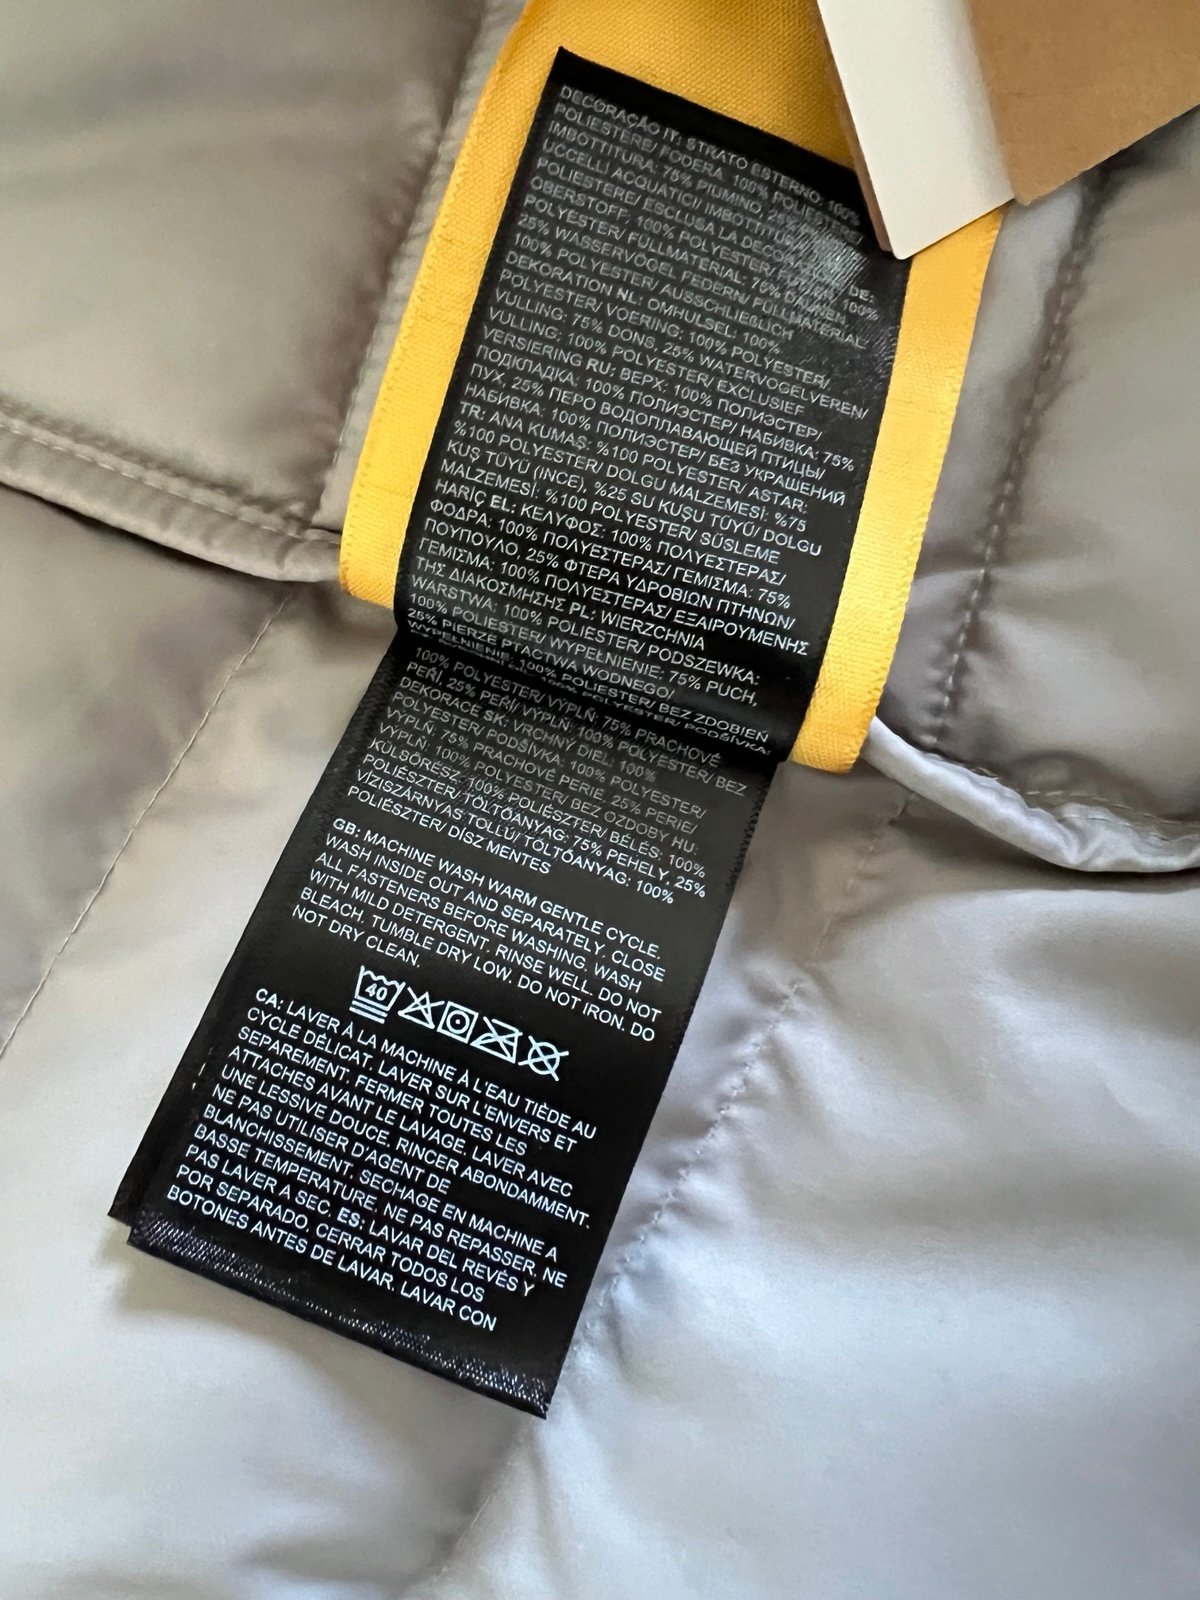 DECORAÇÃO IT: STRATO ESTERNO: 100%
POLIESTERE/ FODERA: 100% POLIESTERE/
IMBOTTITURA: 75% PIUMINO, 25%
UCCELLI ACQUATICI/ IMBOTTITURA:
POLIESTERE/ ESCLUSA LA DECORAZIONE DE:
OBERSTOFF: 100% POLYESTER/ 100%
POLYESTER/ FÜLLMATERIAL: 75% DAUNEN,
25% WASSERVÖGEL FEDERN/ FÜLLMATERIAL:
100% POLYESTER/ AUSSCHLIEßLICH
DEKORATION NL: OMHULSEL: 100%
POLYESTER/ VOERING: 100% POLYESTER/
VULLING: 75% DONS, 25% WATERVOGELVEREN/
VULLING: 100% POLYESTER/ EXCLUSIEF
VERSIERING RU: ВЕРХ: 100% ПОЛИЭСТЕР/
ПОДКЛАДКА: 100% ПОЛИЭСТЕР/ НАБИВКА: 75%
ПУХ, 25% ПЕРО ВОДОПЛАВАЮЩЕЙ ПТИЦЫ/
НАБИВКА: 100% ПОЛИЭСТЕР/ БЕЗ УКРАШЕНИЙ
TR: ANA KUMAŞ: %100 POLYESTER/ ASTAR:
%100 POLYESTER/ DOLGU MALZEMESİ: %75
KUŞ TÜYÜ (INCE), %25 SU KUŞU TÜYÜ/ DOLGU
MALZEMESİ: %100 POLYESTER/ SÜSLEME
HARİÇ EL: ΚΕΛΥΦΟΣ: 100% ΠΟΛΥΕΣΤΕΡΑΣ/
ΦΟΔΡΑ: 100% ΠΟΛΥΕΣΤΕΡΑΣ/ ΓΕΜΙΣΜΑ: 75%
ΠΟΥΠΟΥΛΟ, 25% ΦΤΕΡΑ ΥΔΡΟΒΙΩΝ ΠΤΗΝΩΝ/
ΓΕΜΙΣΜΑ: 100% ΠΟΛΥΕΣΤΕΡΑΣ/ ΕΞΑΙΡΟΥΜΕΝΗΣ
ΤΗΣ ΔΙΑΚΟΣΜΗΣΗΣ PL: WIERZCHNIA
WARSTWA: 100% POLIESTER/ PODSZEWKA:
100% POLIESTER/ WYPEŁNIENIE: 75% PUCH,
25% PIERZE PTACTWA WODNEGO/
WYPEŁNIENIE: 100% POLIESTER/ BEZ ZDOBIEŃ
POLYESTER/ PODŠÍVKA:
100% POLYESTER/ VÝPLŇ: 75% PRACHOVÉ
PEŘÍ, 25% PEŘÍ/ VÝPLŇ: 100% POLYESTER/ BEZ
DEKORACE SK: VRCHNÝ DIEL: 100%
POLYESTER/ PODŠÍVKA: 100% POLYESTER/
VÝPLŇ: 75% PRACHOVÉ PERIE, 25% PERIE/
VÝPLŇ: 100% POLYESTER/ BEZ OZDOBY HU:
KÜLSŐRÉSZ: 100% POLIÉSZTER/ BÉLÉS: 100%
POLIÉSZTER/ TÖLTŐANYAG: 75% PEHELY, 25%
VÍZISZÁRNYAS TOLLÚ/ TÖLTŐANYAG: 100%
POLIÉSZTER/ DÍSZ MENTES
GB: MACHINE WASH WARM GENTLE CYCLE.
WASH INSIDE OUT AND SEPARATELY. CLOSE
ALL FASTENERS BEFORE WASHING. WASH
WITH MILD DETERGENT. RINSE WELL. DO NOT
BLEACH. TUMBLE DRY LOW. DO NOT IRON. DO
NOT DRY CLEAN.
40
CA: LAVER À LA MACHINE À L'EAU TIÈDE AU
CYCLE DÉLICAT. LAVER SUR L'ENVERS ET
SEPAREMENT. FERMER TOUTES LES
ATTACHES AVANT LE LAVAGE. LAVER AVEC
UNE LESSIVE DOUCE. RINCER ABONDAMMENT.
NE PAS UTILISER D'AGENT DE
BLANCHISSEMENT. SECHAGE EN MACHINE A
BASSE TEMPERATURE. NE PAS REPASSER. NE
PAS LAVER A SEC. ES: LAVAR DEL REVÉS Y
POR SEPARADO. CERRAR TODOS LOS
BOTONES ANTES DE LAVAR. LAVAR CON